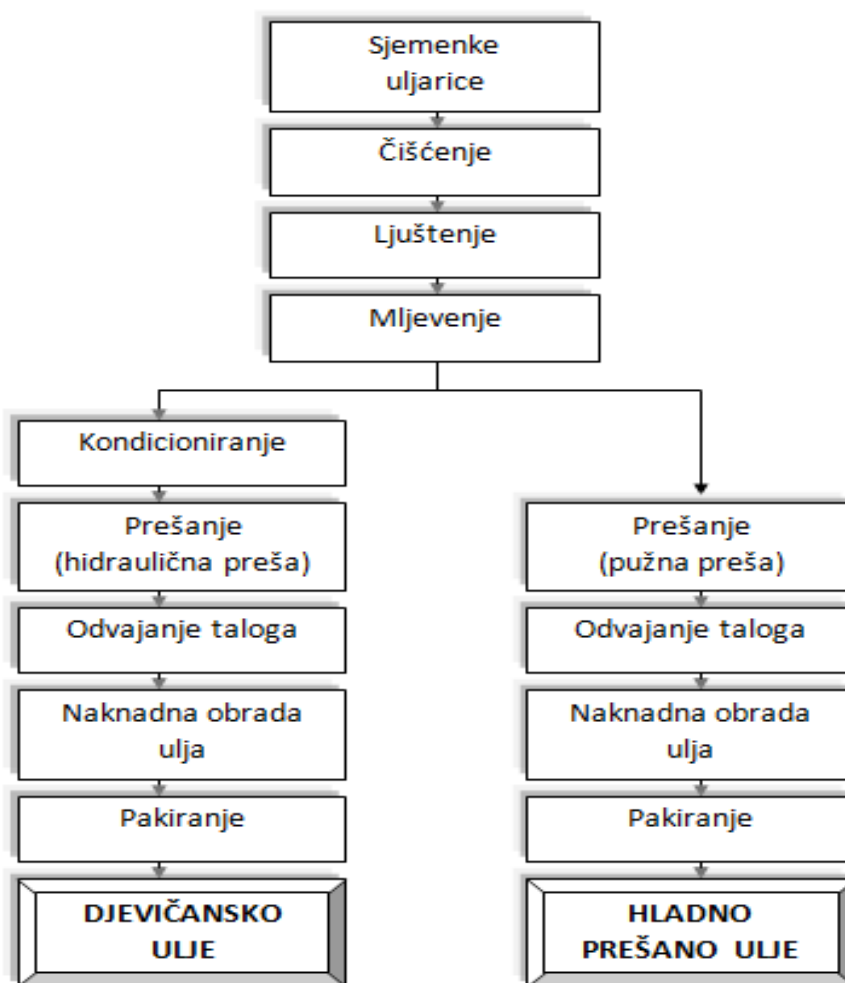 Sjemenke
uljarice
Čišćenje
Ljuštenje
Mljevenje
Kondicioniranje
Prešanje
(hidraulična preša)
Odvajanje taloga
Naknadna obrada
ulja
Pakiranje
DJEVIČANSKO
ULJE
Prešanje
(pužna preša)
Odvajanje taloga
Naknadna obrada
ulja
Pakiranje
HLADNO
PREŠANO ULJE